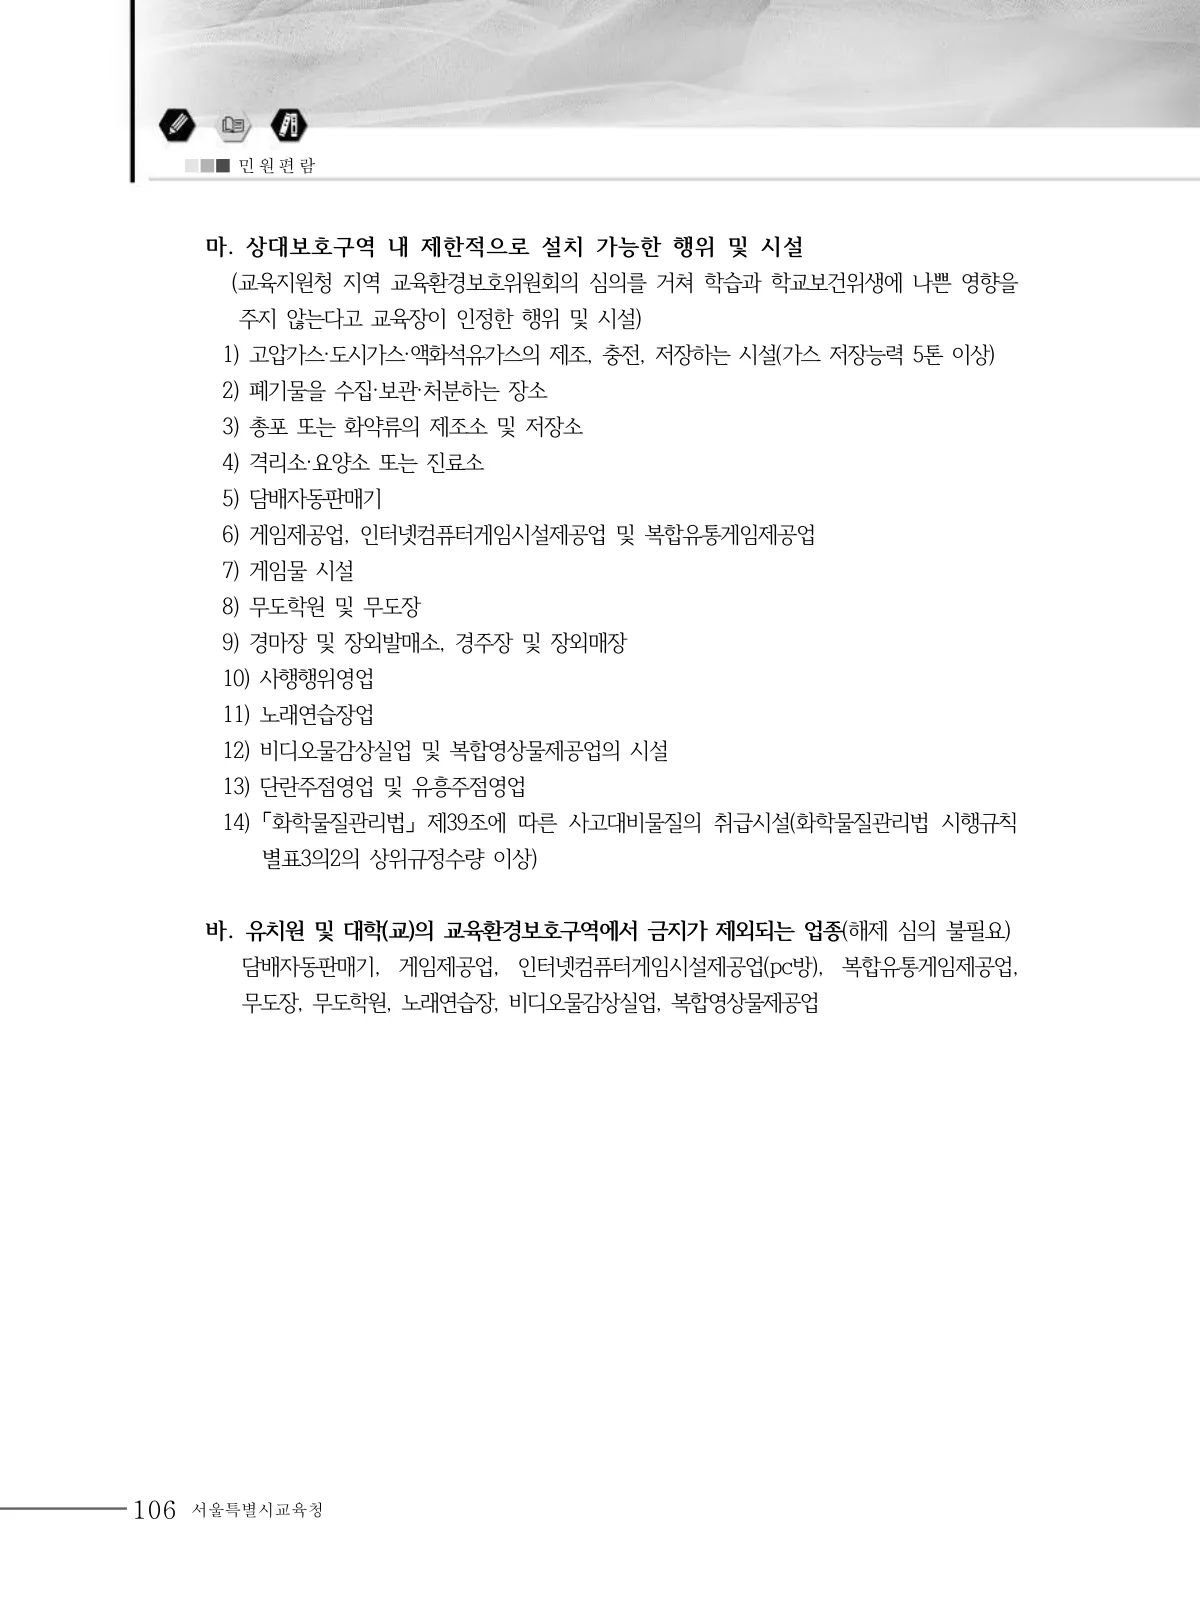 민원편람
마. 상대보호구역 내 제한적으로 설치 가능한 행위 및 시설
(교육지원청 지역 교육환경보호위원회의 심의를 거쳐 학습과 학교보건위생에 나쁜 영향을
주지 않는다고 교육장이 인정한 행위 및 시설)
1) 고압가스·도시가스·액화석유가스의 제조, 충전, 저장하는 시설(가스 저장능력 5톤 이상)
2) 폐기물을 수집·보관·처분하는 장소
3) 총포 또는 화약류의 제조소 및 저장소
4) 격리소·요양소 또는 진료소
5) 담배자동판매기
6) 게임제공업, 인터넷컴퓨터게임시설제공업 및 복합유통게임제공업
7) 게임물 시설
8) 무도학원 및 무도장
9) 경마장 및 장외발매소, 경주장 및 장외매장
10) 사행행위영업
11) 노래연습장업
12) 비디오물감상실업 및 복합영상물제공업의 시설
13) 단란주점영업 및 유흥주점영업
14) 「화학물질관리법」 제39조에 따른 사고대비물질의 취급시설(화학물질관리법 시행규칙
별표3의2의 상위규정수량 이상)
바. 유치원 및 대학(교)의 교육환경보호구역에서 금지가 제외되는 업종(해제 심의 불필요)
담배자동판매기, 게임제공업, 인터넷컴퓨터게임시설제공업(pc방), 복합유통게임제공업,
무도장, 무도학원, 노래연습장, 비디오물감상실업, 복합영상물제공업
106 서울특별시교육청